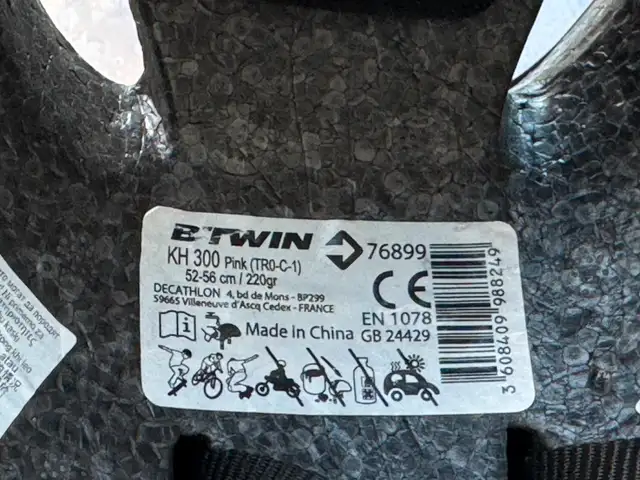 B'TWIN
76899
KH 300 Pink (TR0-C-1)
52-56 cm / 220gr
DECATHLON 4, bd de Mons - BP299
59665 Villeneuve d'Ascq Cedex - FRANCE
CE
EN 1078
GB 24429
Made in China
3 608409 988249